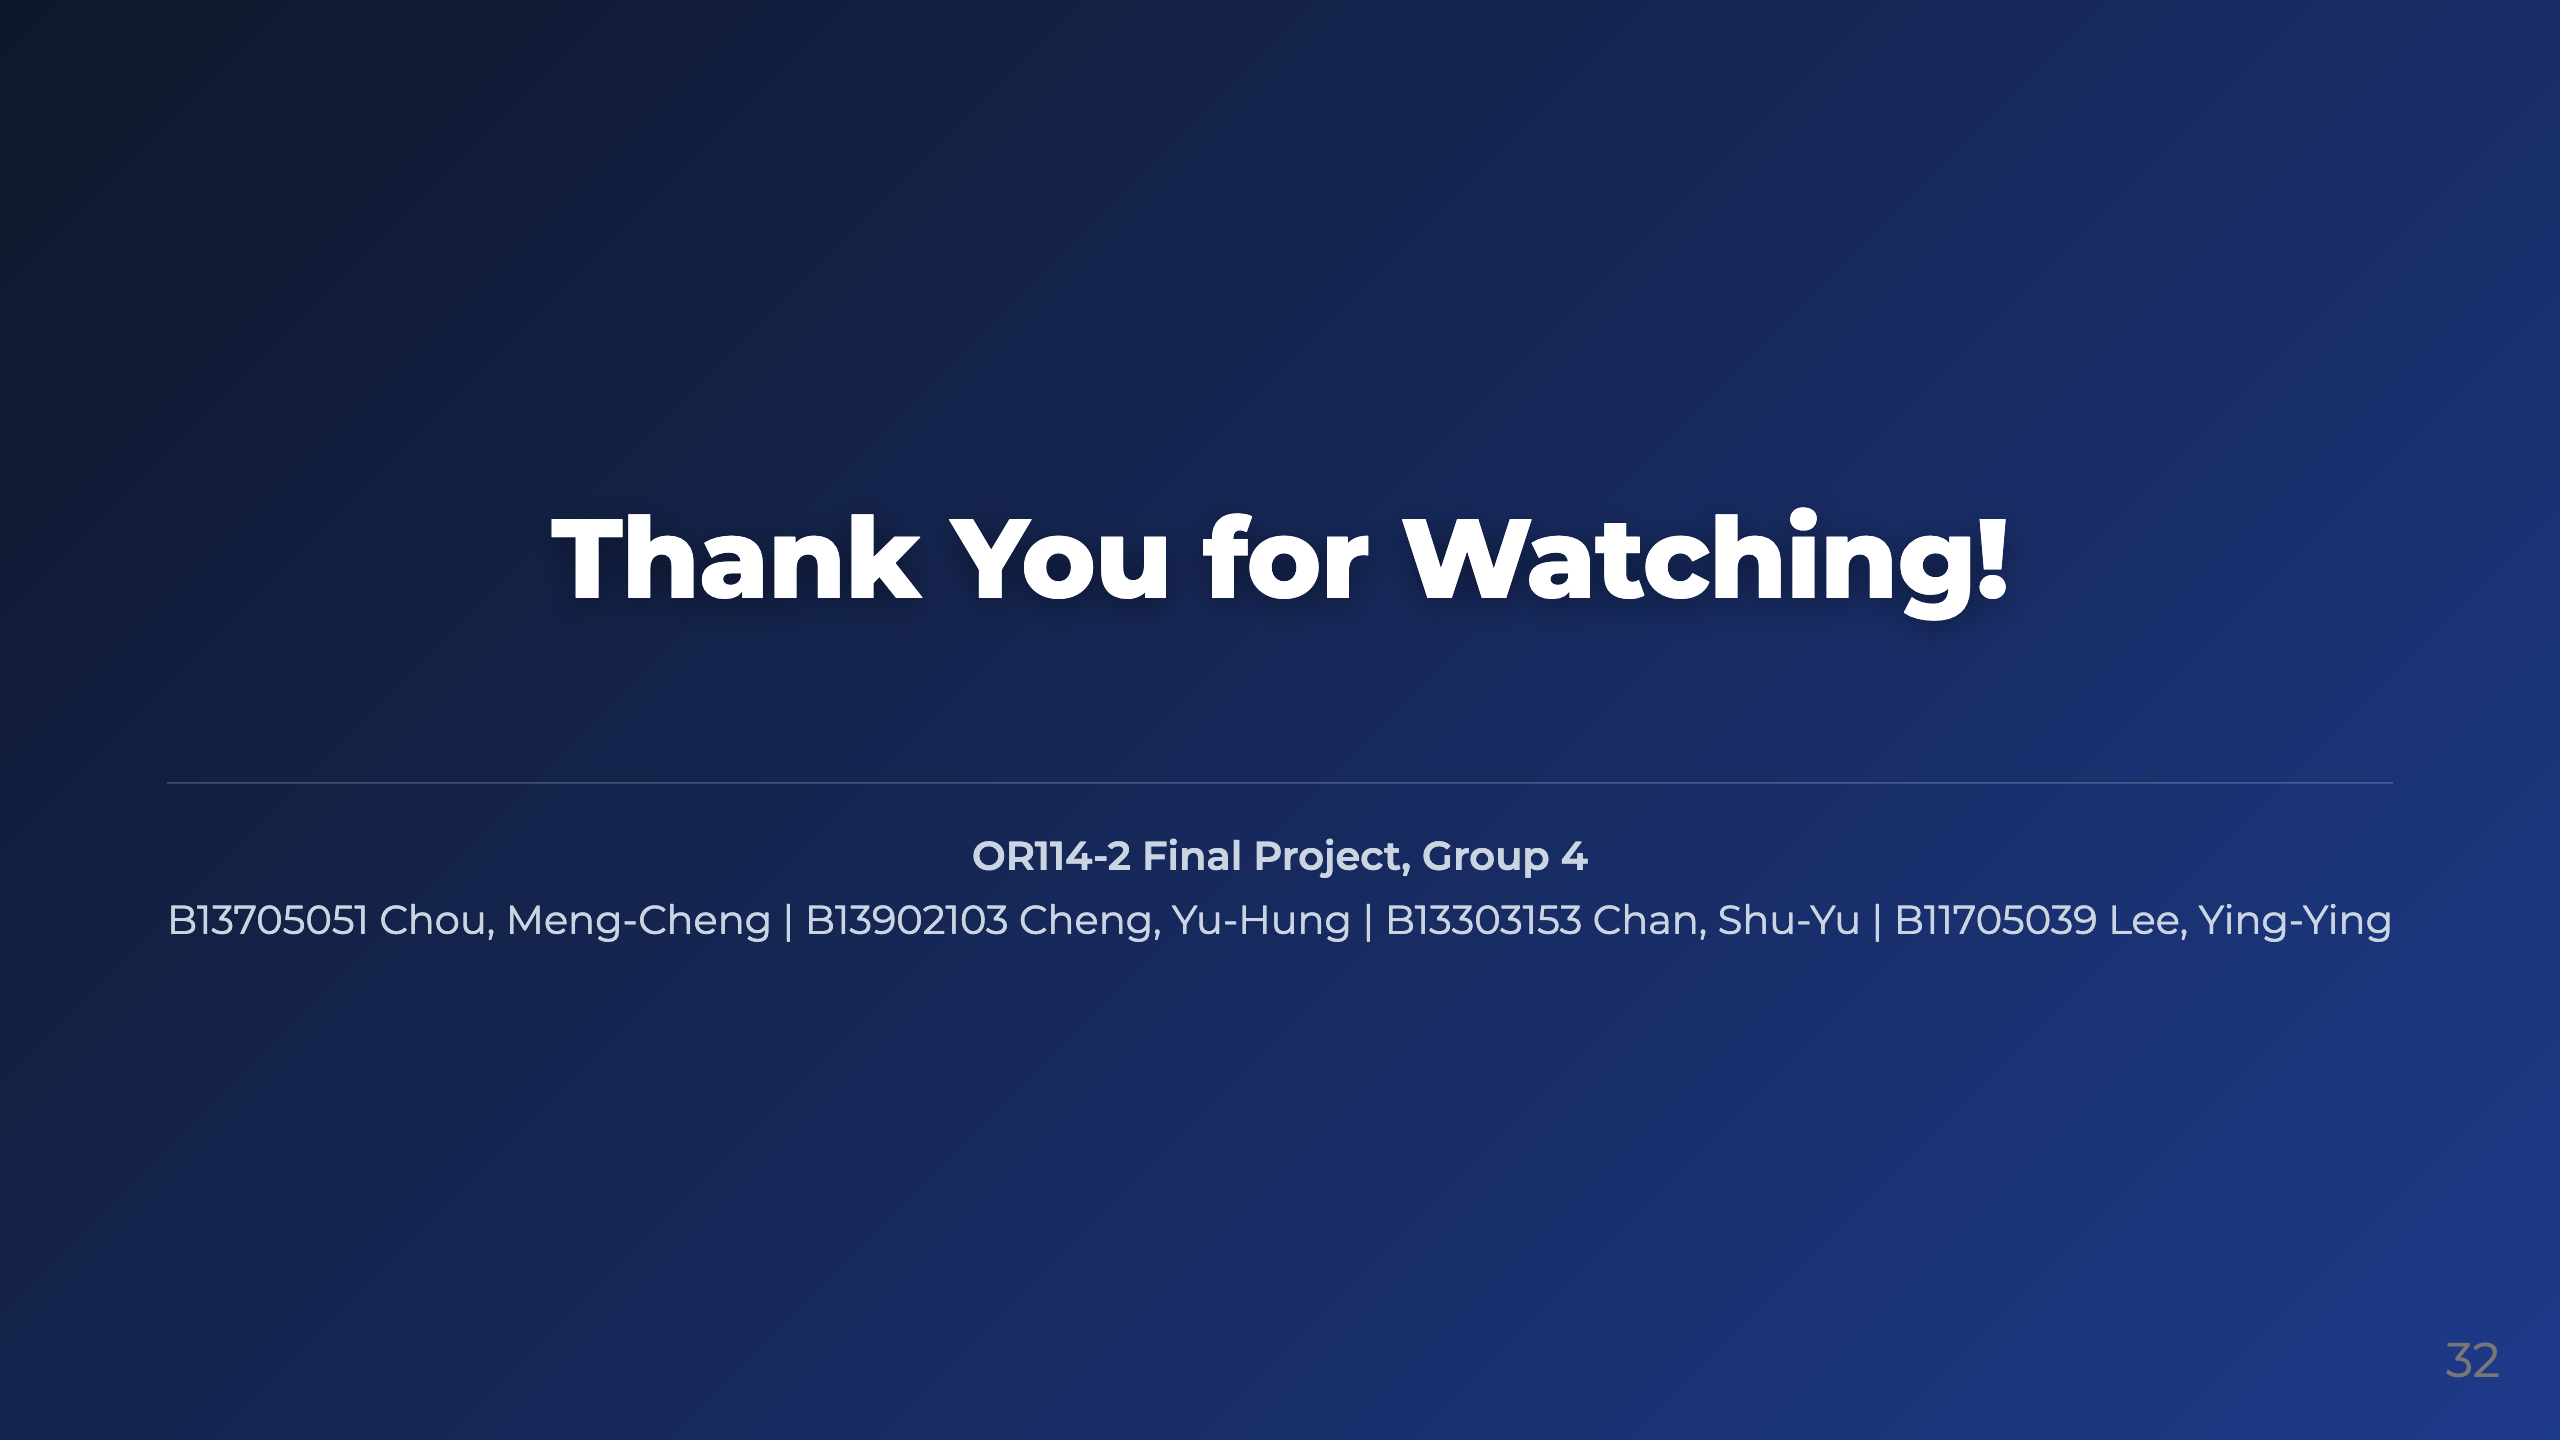 Thank You for Watching!
OR114-2 Final Project, Group 4
B13705051 Chou, Meng-Cheng | B13902103 Cheng, Yu-Hung | B13303153 Chan, Shu-Yu | B11705039 Lee, Ying-Ying
32